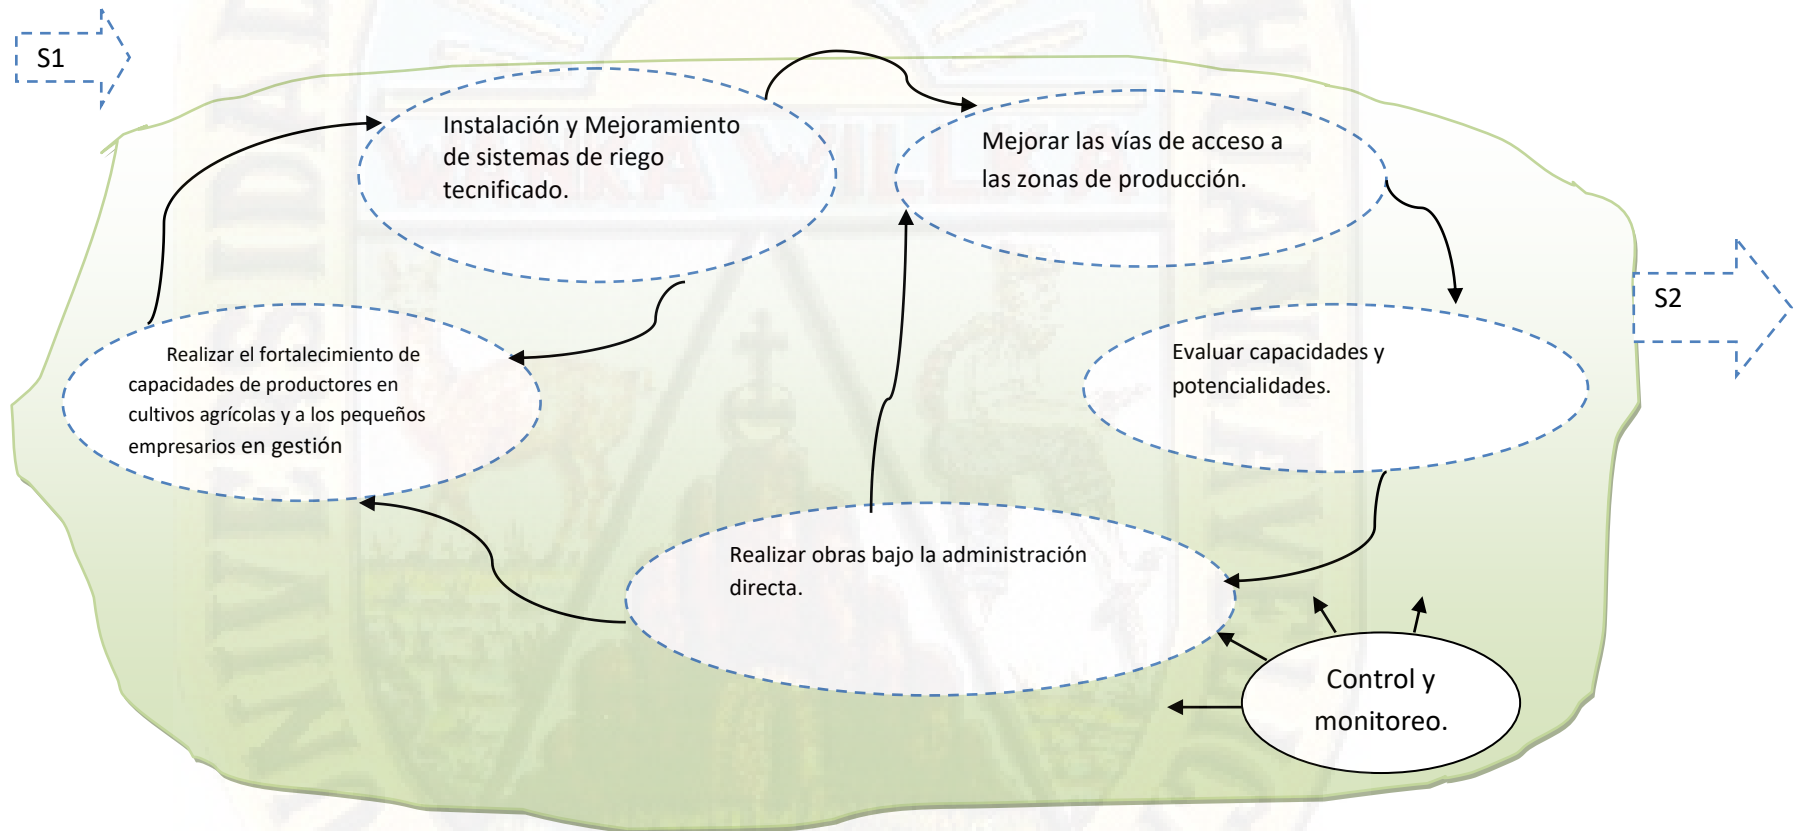 S1
Instalación y Mejoramiento
de sistemas de riego
tecnificado.
Mejorar las vías de acceso a
las zonas de producción.
S2
Realizar el fortalecimiento de
capacidades de productores en
cultivos agrícolas y a los pequeños
empresarios en gestión
Evaluar capacidades y
potencialidades.
Realizar obras bajo la administración
directa.
Control y
monitoreo.
WANKA WILLKA